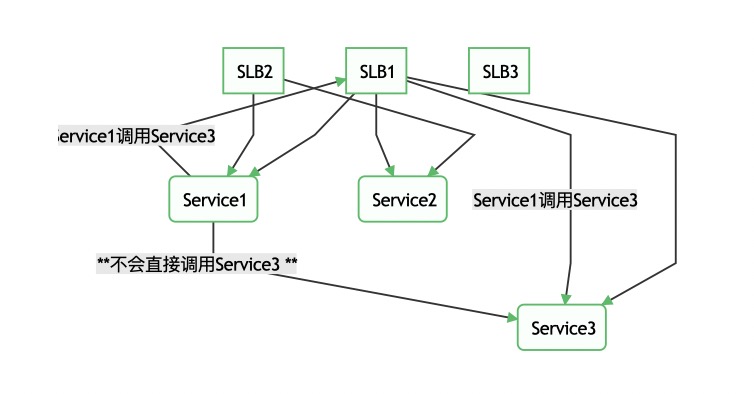 SLB2
SLB1
SLB3
Service1调用Service3
Service1
Service2
Service1调用Service3
**不会直接调用Service3 **
Service3